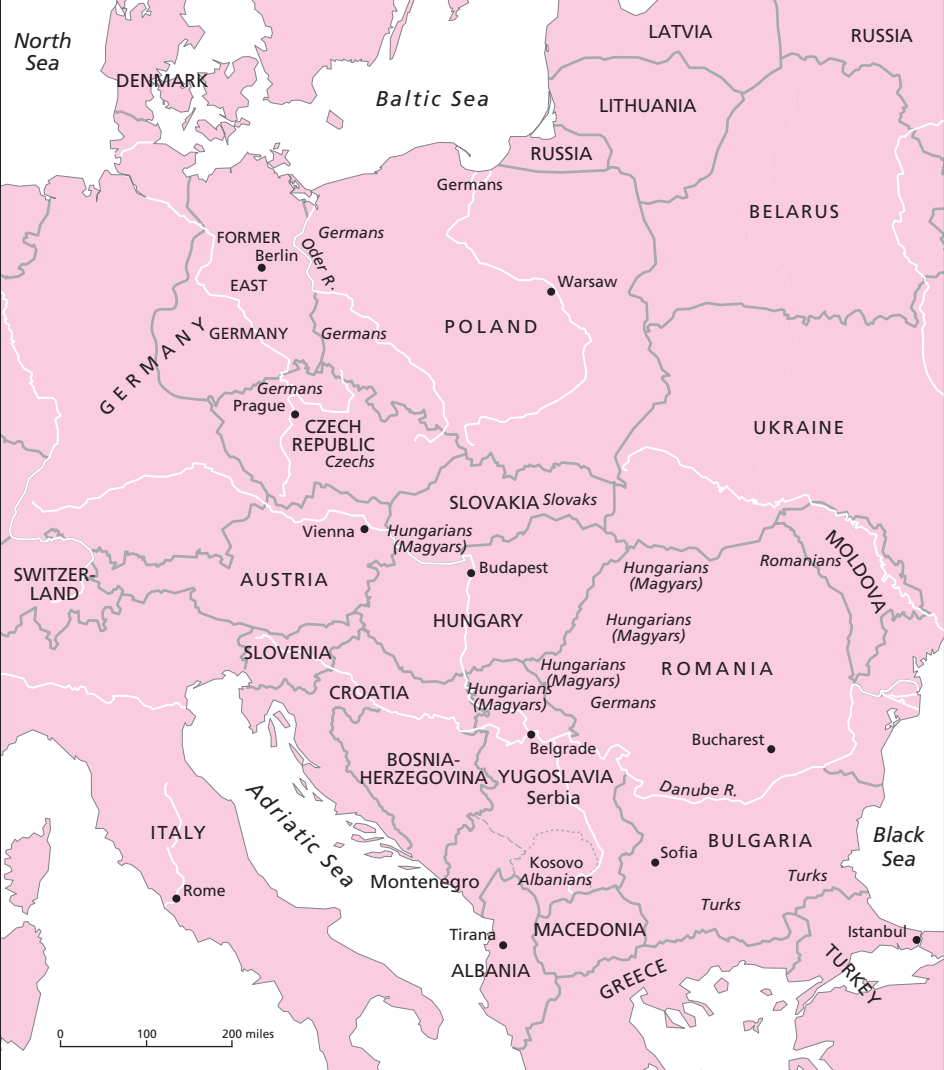 North
Sea
DENMARK
Baltic Sea
LATVIA
RUSSIA
LITHUANIA
RUSSIA
Germans
BELARUS
FORMER
Berlin
EAST
GERMANY
Germans
Oder R.
Warsaw
POLAND
Germans
GERMANY
Germans
Prague
CZECH
REPUBLIC
Czechs
UKRAINE
SLOVAKIA
Slovaks
Vienna
Hungarians
(Magyars)
Budapest
SWITZER-
LAND
AUSTRIA
HUNGARY
Hungarians
(Magyars)
Romanians
MOLDOVA
Hungarians
(Magyars)
SLOVENIA
CROATIA
Hungarians
(Magyars)
Hungarians
(Magyars)
ROMANIA
Germans
Bucharest
Belgrade
BOSNIA-
HERZEGOVINA
YUGOSLAVIA
Serbia
Danube R.
Adriatic Sea
ITALY
Rome
BULGARIA
Sofia
Black
Sea
Kosovo
Albanians
Montenegro
Turks
Turks
Tirana
MACEDONIA
Istanbul
ALBANIA
GREECE
TURKEY
0 100 200 miles